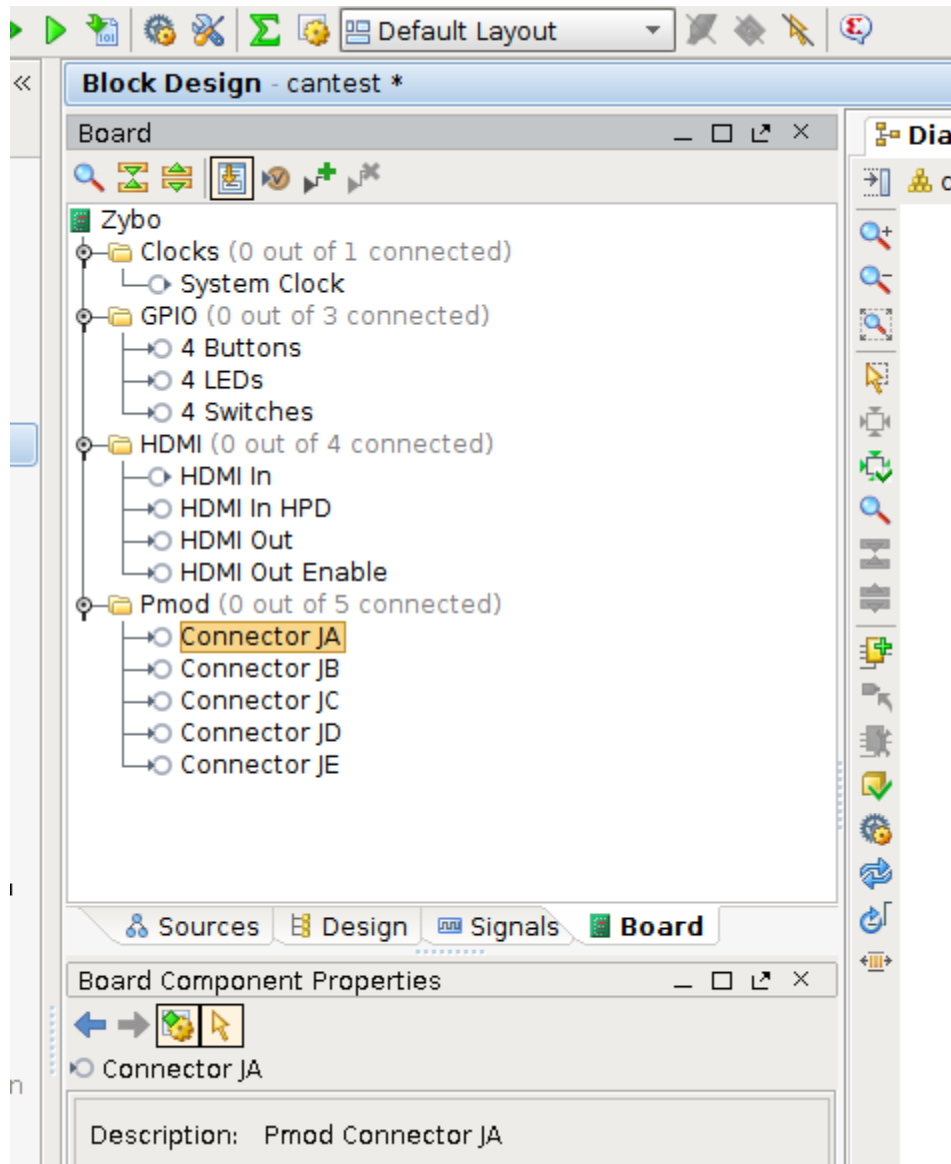 Default Layout
Block Design - cantest *
Board
Zybo
Clocks (0 out of 1 connected)
System Clock
GPIO (0 out of 3 connected)
4 Buttons
4 LEDs
4 Switches
HDMI (0 out of 4 connected)
HDMI In
HDMI In HPD
HDMI Out
HDMI Out Enable
Pmod (0 out of 5 connected)
Connector JA
Connector JB
Connector JC
Connector JD
Connector JE
Sources Design Signals Board
Board Component Properties
Connector JA
Description: Pmod Connector JA
Dia